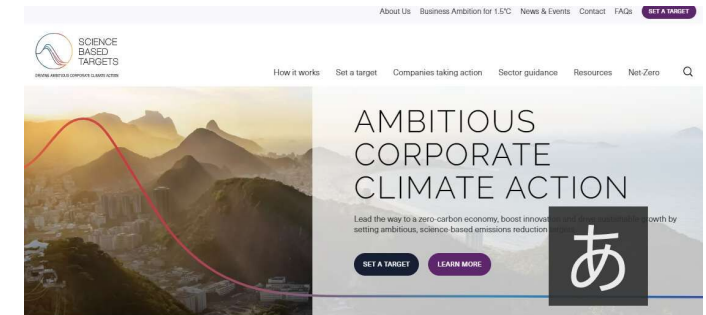 About Us Business Ambition for 1.5°C News & Events Contact FAQs SET A TARGET
SCIENCE
BASED
TARGETS
DRIVING AMBITIOUS CORPORATE CLIMATE ACTION
How it works Set a target Companies taking action Sector guidance Resources Net-Zero
AMBITIOUS
CORPORATE
CLIMATE ACTION
Lead the way to a zero-carbon economy, boost innovation and drive sustainable growth by
setting ambitious, science-based emissions reduction
SET A TARGET LEARN MORE
あ